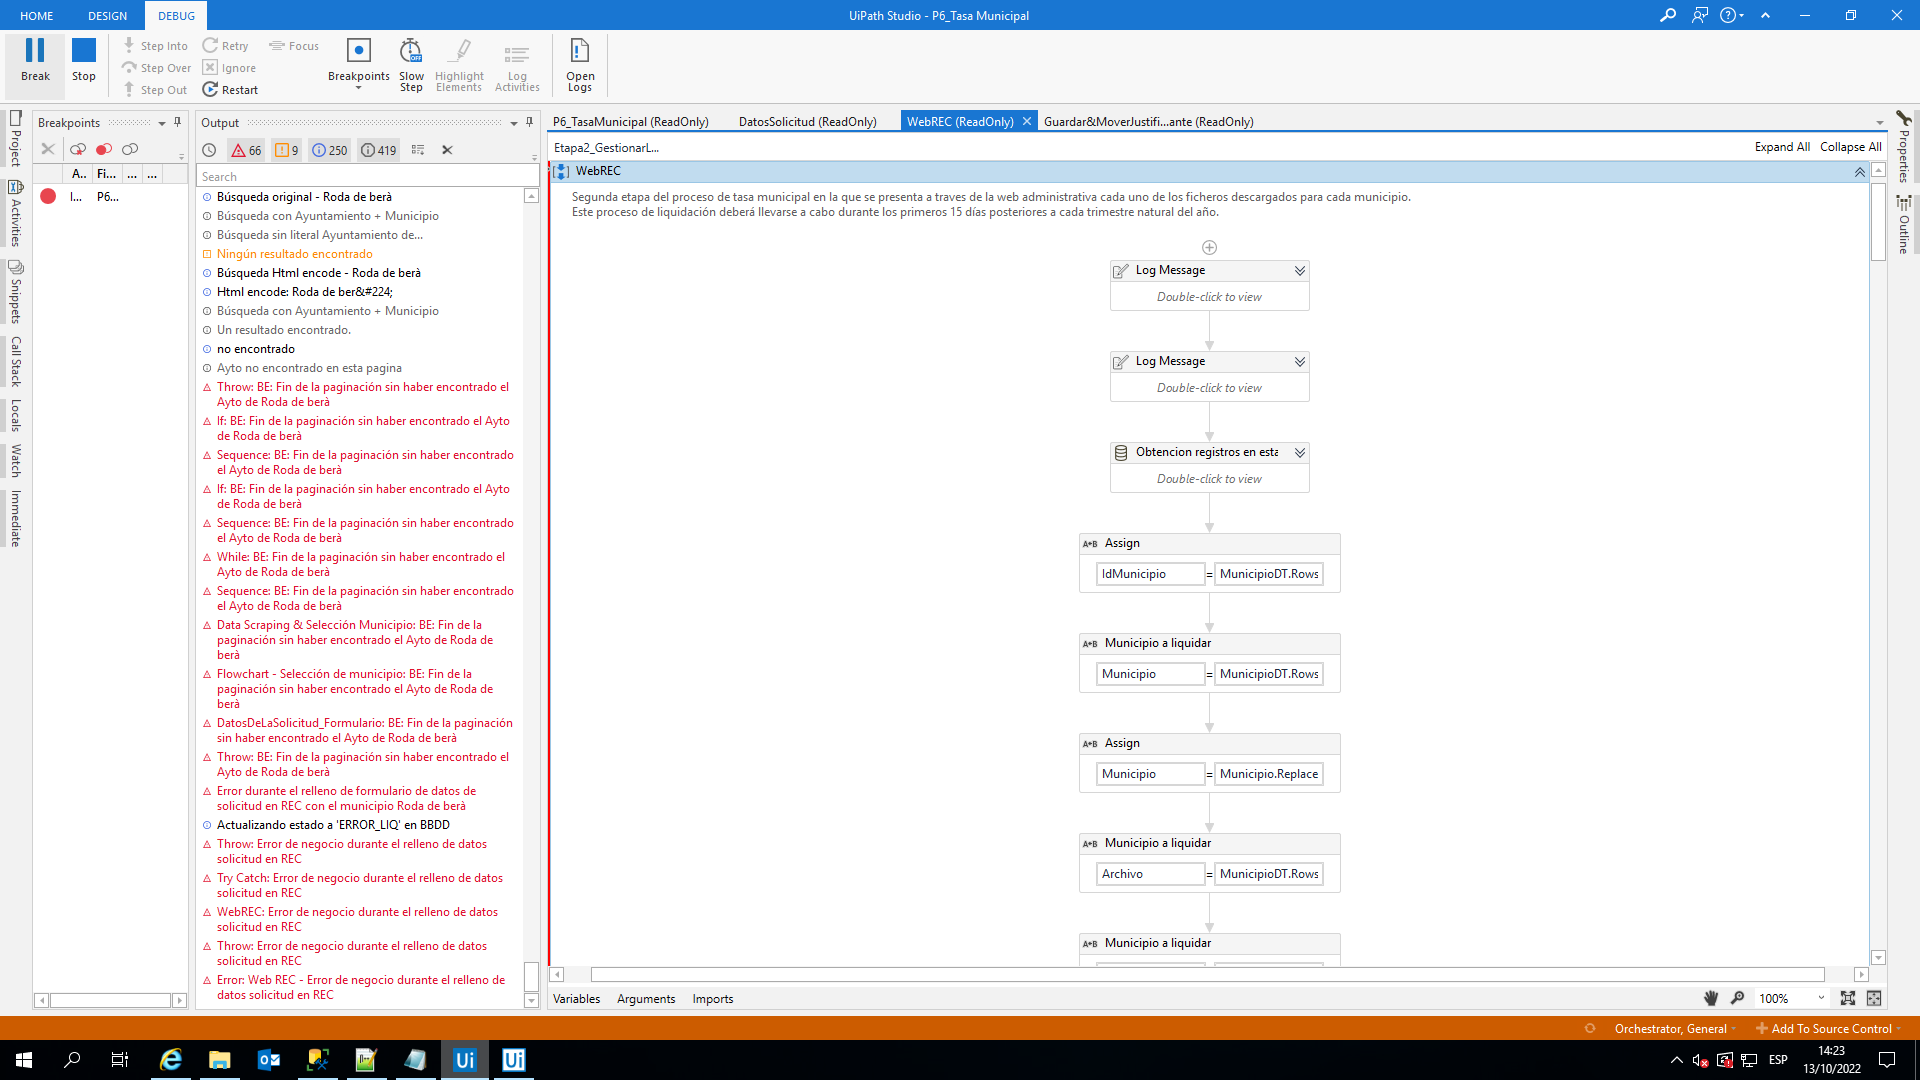 HOME
DESIGN
DEBUG
UiPath Studio - P6_Tasa Municipal
Break
Stop
Step Into
Step Over
Step Out
Retry
Ignore
Restart
Focus
Breakpoints
Slow
Step
Highlight
Elements
Log
Activities
Open
Logs
Project
Activities
Snippets
Call Stack
Locals
Watch
Immediate
Breakpoints
A..
Fi...
...
...
I...
P6...
Output
66
9
250
419
Search
Búsqueda original - Roda de berà
Búsqueda con Ayuntamiento + Municipio
Búsqueda sin literal Ayuntamiento de...
Ningún resultado encontrado
Búsqueda Html encode - Roda de berà
Html encode: Roda de ber&#224;
Búsqueda con Ayuntamiento + Municipio
Un resultado encontrado.
no encontrado
Ayto no encontrado en esta pagina
Throw: BE: Fin de la paginación sin haber encontrado el
Ayto de Roda de berà
If: BE: Fin de la paginación sin haber encontrado el Ayto
de Roda de berà
Sequence: BE: Fin de la paginación sin haber encontrado
el Ayto de Roda de berà
If: BE: Fin de la paginación sin haber encontrado el Ayto
de Roda de berà
Sequence: BE: Fin de la paginación sin haber encontrado
el Ayto de Roda de berà
While: BE: Fin de la paginación sin haber encontrado el
Ayto de Roda de berà
Sequence: BE: Fin de la paginación sin haber encontrado
el Ayto de Roda de berà
Data Scraping & Selección Municipio: BE: Fin de la
paginación sin haber encontrado el Ayto de Roda de
berà
Flowchart - Selección de municipio: BE: Fin de la
paginación sin haber encontrado el Ayto de Roda de
berà
DatosDeLaSolicitud_Formulario: BE: Fin de la paginación
sin haber encontrado el Ayto de Roda de berà
Throw: BE: Fin de la paginación sin haber encontrado el
Ayto de Roda de berà
Error durante el relleno de formulario de datos de
solicitud en REC con el municipio Roda de berà
Actualizando estado a 'ERROR_LIQ' en BBDD
Throw: Error de negocio durante el relleno de datos
solicitud en REC
Try Catch: Error de negocio durante el relleno de datos
solicitud en REC
WebREC: Error de negocio durante el relleno de datos
solicitud en REC
Throw: Error de negocio durante el relleno de datos
solicitud en REC
Error: Web REC - Error de negocio durante el relleno de
datos solicitud en REC
P6_TasaMunicipal (ReadOnly)
DatosSolicitud (ReadOnly)
WebREC (ReadOnly)
Guardar&MoverJustifi...ante (ReadOnly)
Etapa2_GestionarL...
Expand All
Collapse All
WebREC
Segunda etapa del proceso de tasa municipal en la que se presenta a traves de la web administrativa cada uno de los ficheros descargados para cada municipio.
Este proceso de liquidación deberá llevarse a cabo durante los primeros 15 días posteriores a cada trimestre natural del año.
Log Message
Double-click to view
Log Message
Double-click to view
Obtencion registros en esta
Double-click to view
A+B Assign
IdMunicipio = MunicipioDT.Rows
A+B Municipio a liquidar
Municipio = MunicipioDT.Rows
A+B Assign
Municipio = Municipio.Replace
A+B Municipio a liquidar
Archivo = MunicipioDT.Rows
A+B Municipio a liquidar
Variables
Arguments
Imports
100%
Properties
Outline
Orchestrator, General
Add To Source Control
Ui
Ui
ESP
14:23
13/10/2022